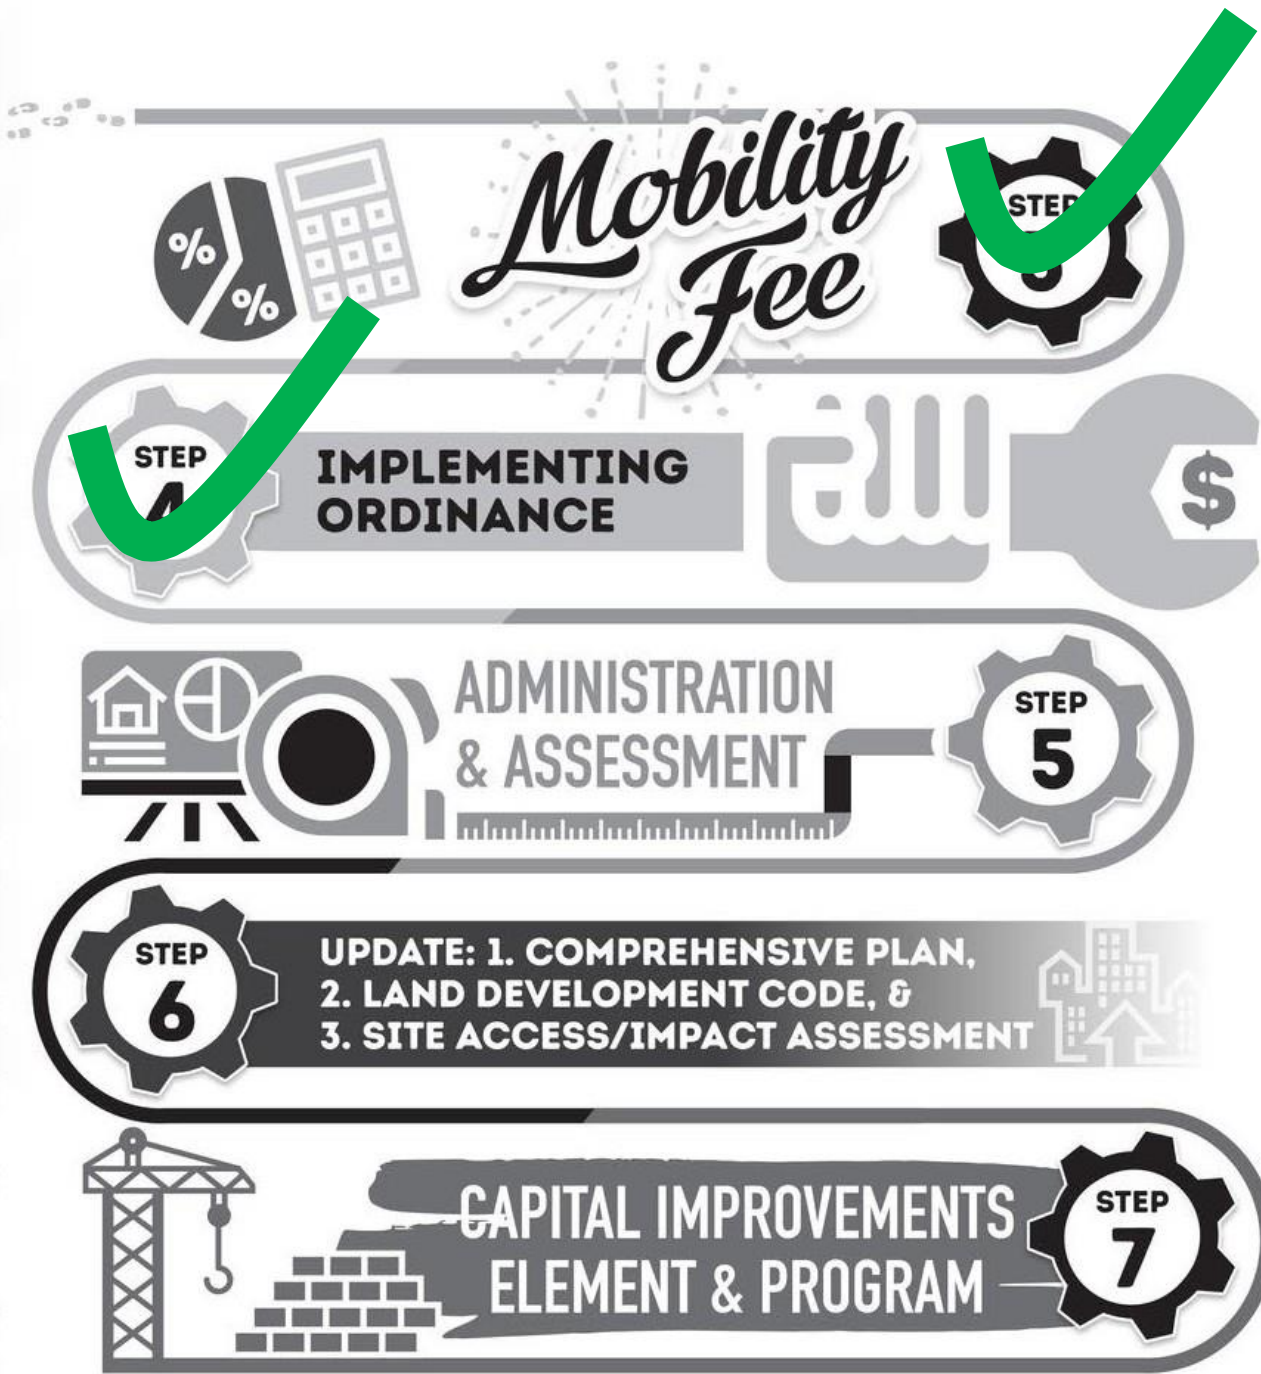 Mobility
Fee
STEP
%
%
STEP
4
IMPLEMENTING
ORDINANCE
$
ADMINISTRATION
& ASSESSMENT
STEP
5
STEP
6
UPDATE: 1. COMPREHENSIVE PLAN,
2. LAND DEVELOPMENT CODE, &
3. SITE ACCESS/IMPACT ASSESSMENT
CAPITAL IMPROVEMENTS
ELEMENT & PROGRAM
STEP
7